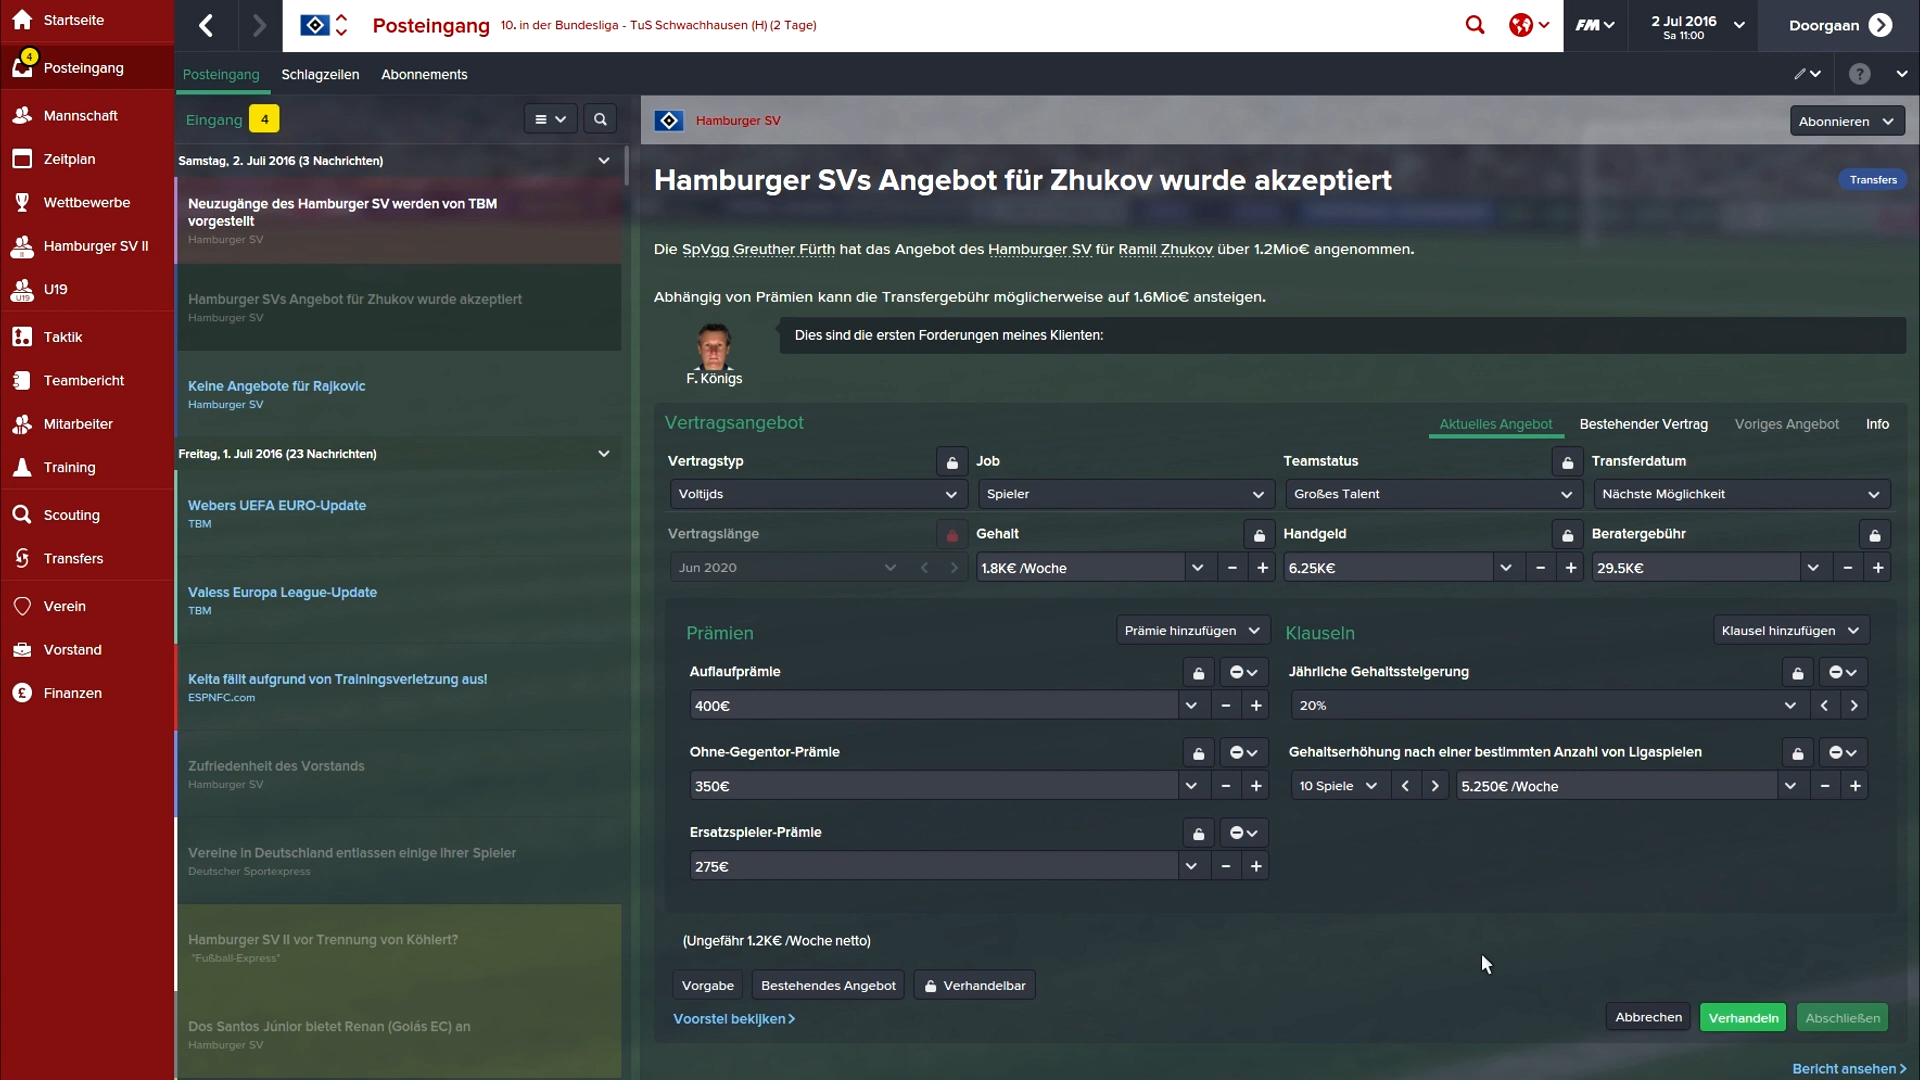 Startseite
4
Posteingang
Mannschaft
Zeitplan
Wettbewerbe
Hamburger SV II
U19
Taktik
Teambericht
Mitarbeiter
Training
Scouting
Transfers
Verein
Vorstand
Finanzen
Posteingang 10. in der Bundesliga - TuS Schwachhausen (H) (2 Tage)
FM
2 Jul 2016
Sa 11:00
Doorgaan
Posteingang Schlagzeilen Abonnements
Eingang 4
Samstag, 2. Juli 2016 (3 Nachrichten)
Neuzugänge des Hamburger SV werden von TBM
vorgestellt
Hamburger SV
Hamburger SVs Angebot für Zhukov wurde akzeptiert
Hamburger SV
Keine Angebote für Rajkovic
Hamburger SV
Freitag, 1. Juli 2016 (23 Nachrichten)
Webers UEFA EURO-Update
TBM
Valess Europa League-Update
TBM
Keita fällt aufgrund von Trainingsverletzung aus!
ESPNFC.com
Zufriedenheit des Vorstands
Hamburger SV
Vereine in Deutschland entlassen einige ihrer Spieler
Deutscher Sportexpress
Hamburger SV II vor Trennung von Köhlert?
"Fußball-Express"
Dos Santos Júnior bietet Renan (Goiás EC) an
Hamburger SV
Hamburger SV
Abonnieren
Hamburger SVs Angebot für Zhukov wurde akzeptiert
Transfers
Die SpVgg Greuther Fürth hat das Angebot des Hamburger SV für Ramil Zhukov über 1.2Mio€ angenommen.
Abhängig von Prämien kann die Transfergebühr möglicherweise auf 1.6Mio€ ansteigen.
Dies sind die ersten Forderungen meines Klienten:
F. Königs
Vertragsangebot
Aktuelles Angebot Bestehender Vertrag Voriges Angebot Info
Vertragstyp Job Teamstatus Transferdatum
Voltijds Spieler Großes Talent Nächste Möglichkeit
Vertragslänge Gehalt Handgeld Beratergebühr
Jun 2020 1.8K€ /Woche 6.25K€ 29.5K€
Prämien Prämie hinzufügen Klauseln Klausel hinzufügen
Auflaufprämie Jährliche Gehaltssteigerung
400€ 20%
Ohne-Gegentor-Prämie Gehaltserhöhung nach einer bestimmten Anzahl von Ligaspielen
350€ 10 Spiele 5.250€ /Woche
Ersatzspieler-Prämie
275€
(Ungefähr 1.2K€ /Woche netto)
Vorgabe Bestehendes Angebot Verhandelbar
Voorstel bekijken
Abbrechen Verhandeln Abschließen
Bericht ansehen